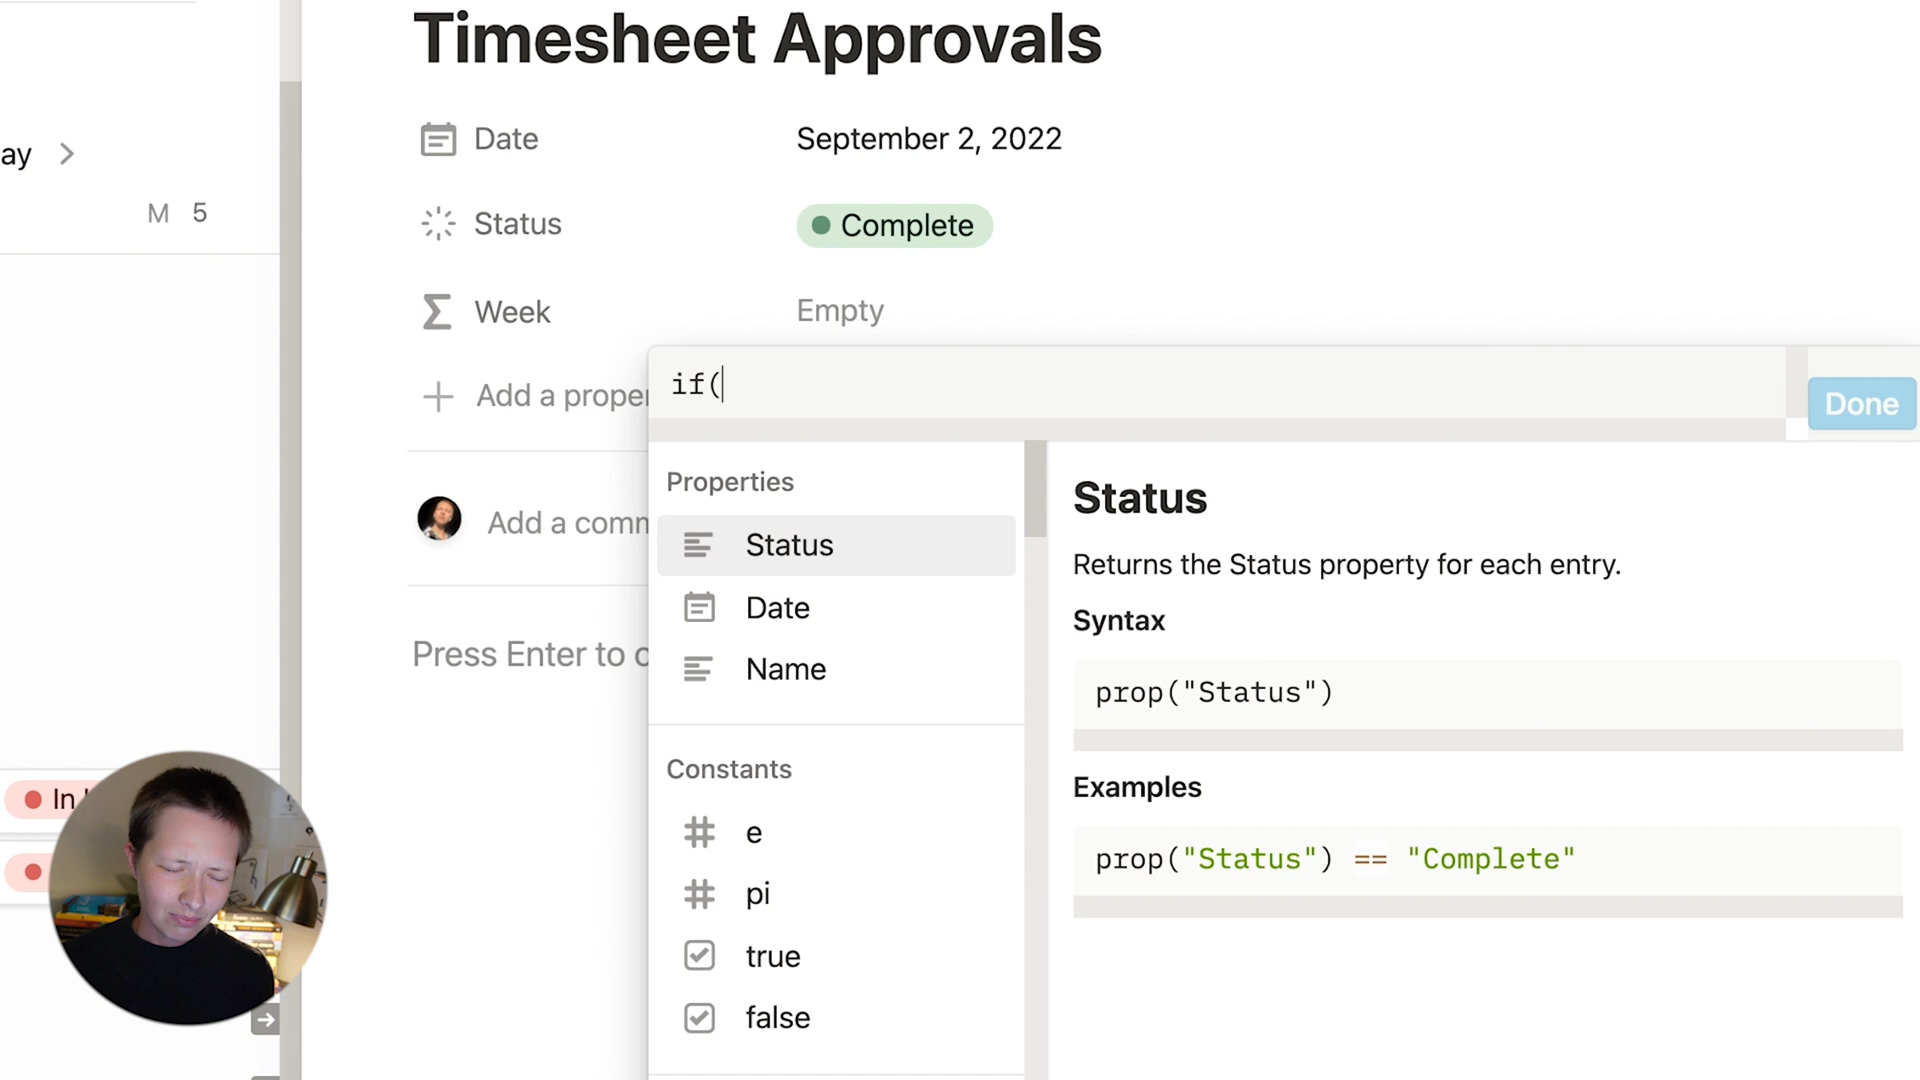 Timesheet Approvals
Date
September 2, 2022
ay
M 5
Status
Complete
Week
Empty
if(
Add a proper
Done
Properties
Status
Status
Add a comm
Returns the Status property for each entry.
Date
Syntax
Press Enter to c
Name
prop("Status")
Constants
Examples
In
e
prop("Status") == "Complete"
pi
true
false